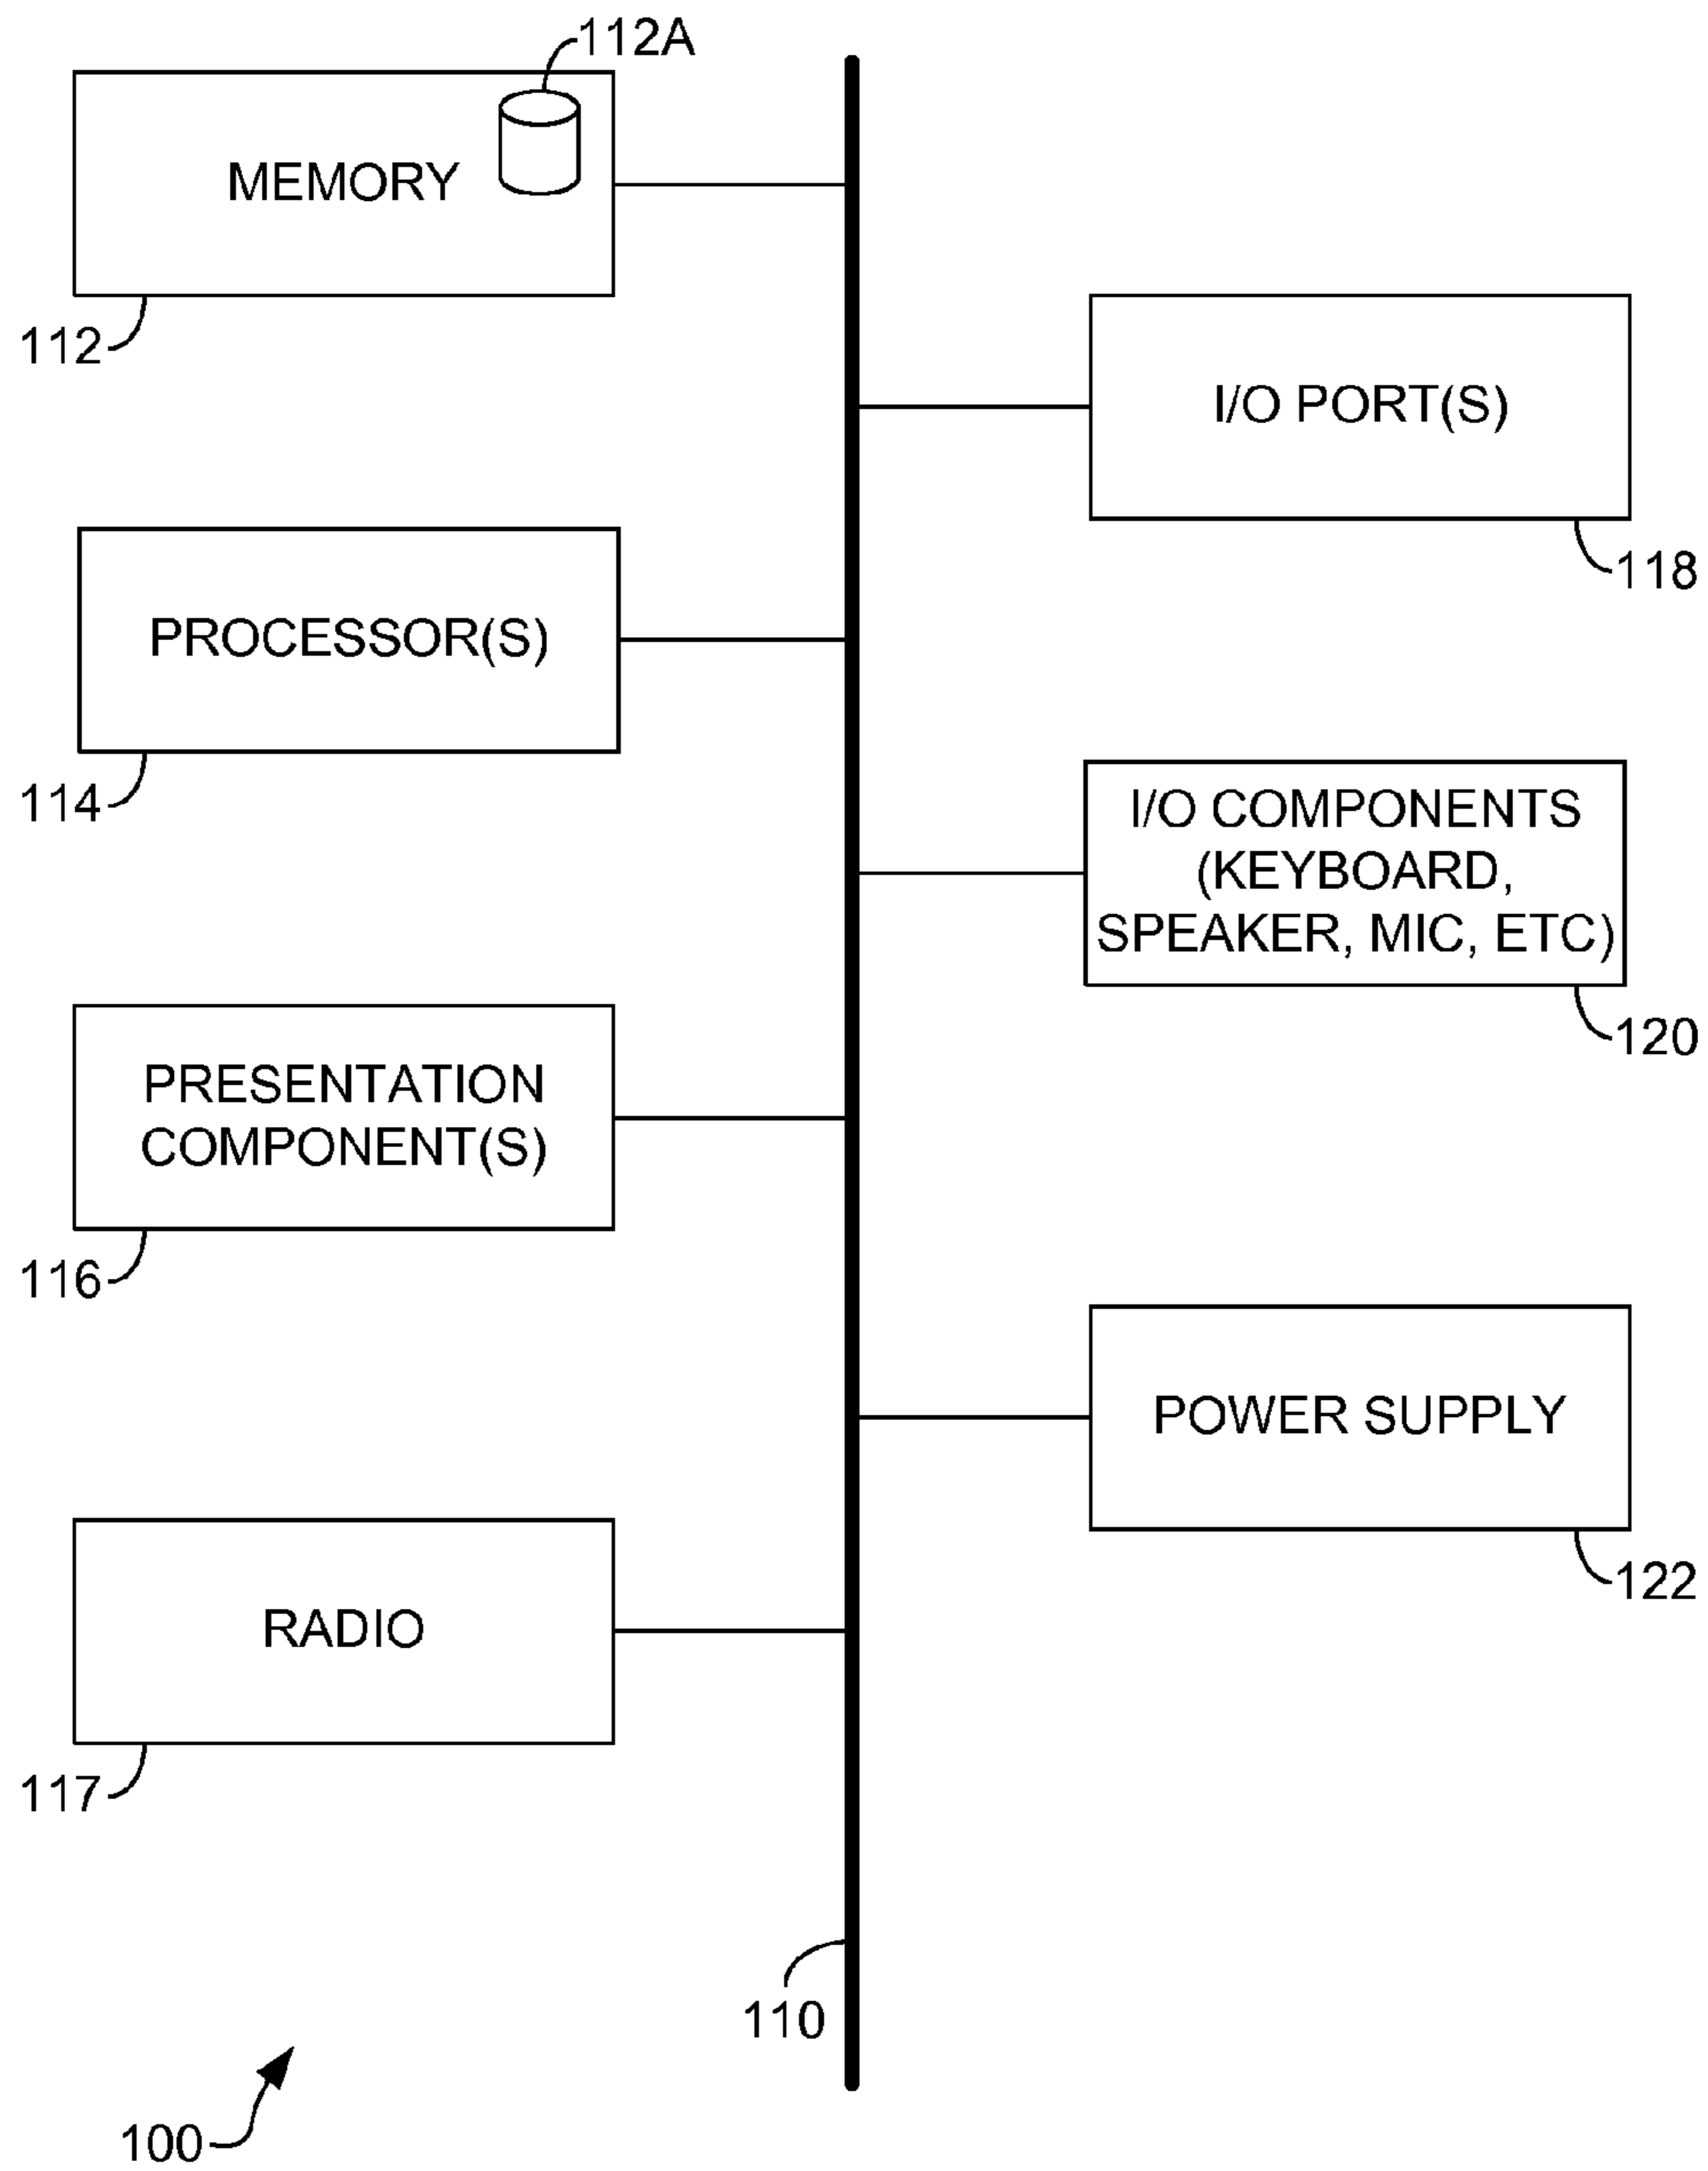 112A
MEMORY
112
I/O PORT(S)
118
PROCESSOR(S)
114
I/O COMPONENTS
(KEYBOARD,
SPEAKER, MIC, ETC)
120
PRESENTATION
COMPONENT(S)
116
POWER SUPPLY
122
RADIO
117
110
100